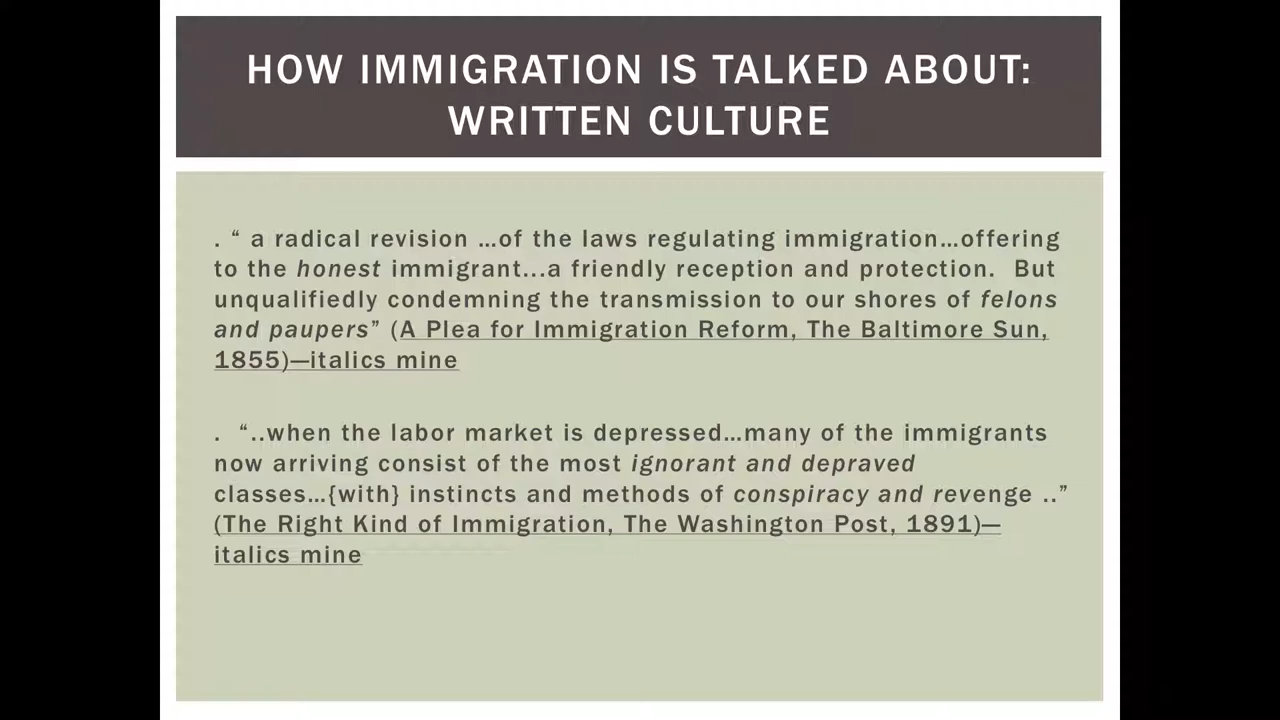 HOW IMMIGRATION IS TALKED ABOUT:
WRITTEN CULTURE
. “ a radical revision …of the laws regulating immigration…offering
to the honest immigrant...a friendly reception and protection.  But
unqualifiedly condemning the transmission to our shores of felons
and paupers” (A Plea for Immigration Reform, The Baltimore Sun,
1855)—italics mine
.  “..when the labor market is depressed…many of the immigrants
now arriving consist of the most ignorant and depraved
classes…{with} instincts and methods of conspiracy and revenge ..”
(The Right Kind of Immigration, The Washington Post, 1891)—
italics mine